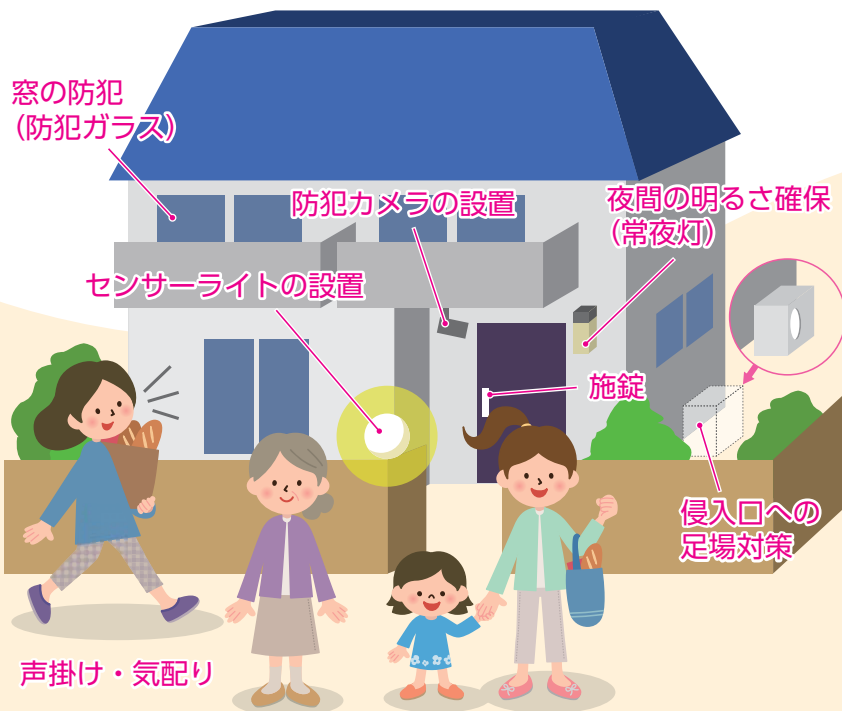 窓の防犯
（防犯ガラス）
防犯カメラの設置
夜間の明るさ確保
（常夜灯）
センサーライトの設置
施錠
侵入口への
足場対策
声掛け・気配り